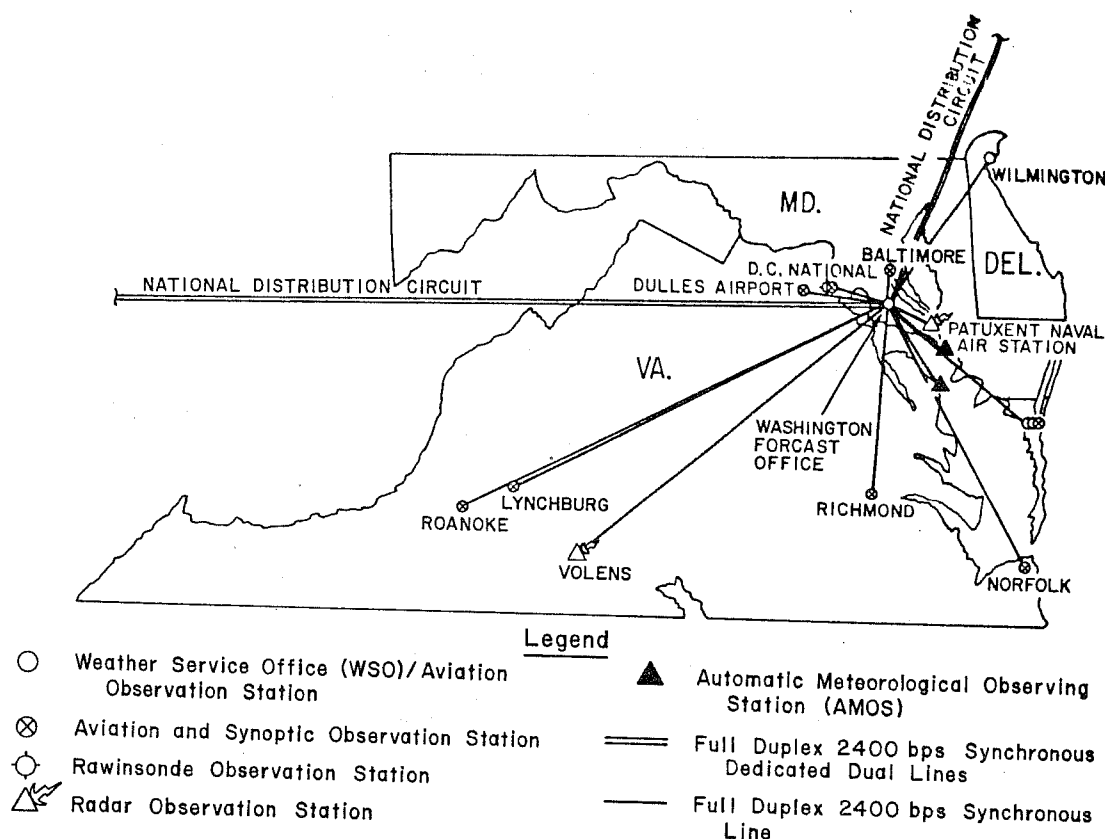 NATIONAL DISTRIBUTION
CIRCUIT
WILMINGTON
MD.
BALTIMORE
DEL.
D.C. NATIONAL
NATIONAL DISTRIBUTION CIRCUIT
DULLES AIRPORT
PATUXENT NAVAL
AIR STATION
VA.
WASHINGTON
FORCAST
OFFICE
LYNCHBURG
ROANOKE
RICHMOND
VOLENS
NORFOLK
Legend
Weather Service Office (WSO)/Aviation
Observation Station
Aviation and Synoptic Observation Station
Rawinsonde Observation Station
Radar Observation Station
Automatic Meteorological Observing
Station (AMOS)
Full Duplex 2400 bps Synchronous
Dedicated Dual Lines
Full Duplex 2400 bps Synchronous
Line